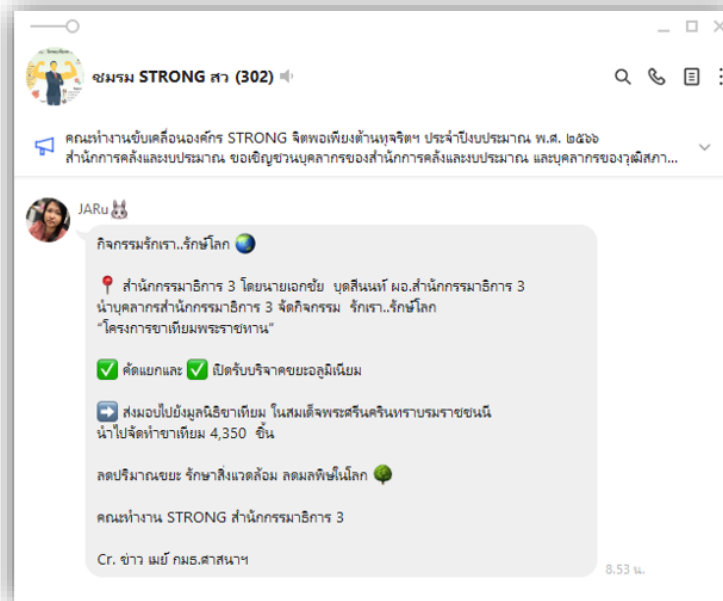 ชมรม STRONG สว (302)
คณะทำงานขับเคลื่อนองค์กร STRONG จิตพอเพียงต้านทุจริตฯ ประจำปีงบประมาณ พ.ศ. ๒๕๖๖
สำนักการคลังและงบประมาณ ขอเชิญชวนบุคลากรของสำนักการคลังและงบประมาณ และบุคลากรของวุฒิสภา...
JARu🐰
กิจกรรมรักเรา..รักษ์โลก 🌏
📍 สำนักกรรมาธิการ 3 โดยนายเอกชัย บุดสีนนท์ ผอ.สำนักกรรมาธิการ 3
นำบุคลากรสำนักกรรมาธิการ 3 จัดกิจกรรม รักเรา..รักษ์โลก
"โครงการขาเทียมพระราชทาน"
✅ คัดแยกและ ✅ เปิดรับบริจาคขยะอลูมิเนียม
➡️ ส่งมอบไปยังมูลนิธิขาเทียม ในสมเด็จพระศรีนครินทราบรมราชชนนี
นำไปจัดทำขาเทียม 4,350 ชิ้น
ลดปริมาณขยะ รักษาสิ่งแวดล้อม ลดมลพิษในโลก 🌳
คณะทำงาน STRONG สำนักกรรมาธิการ 3
Cr. ข่าว เมย์ กมธ.ศาสนาฯ
8.53 น.